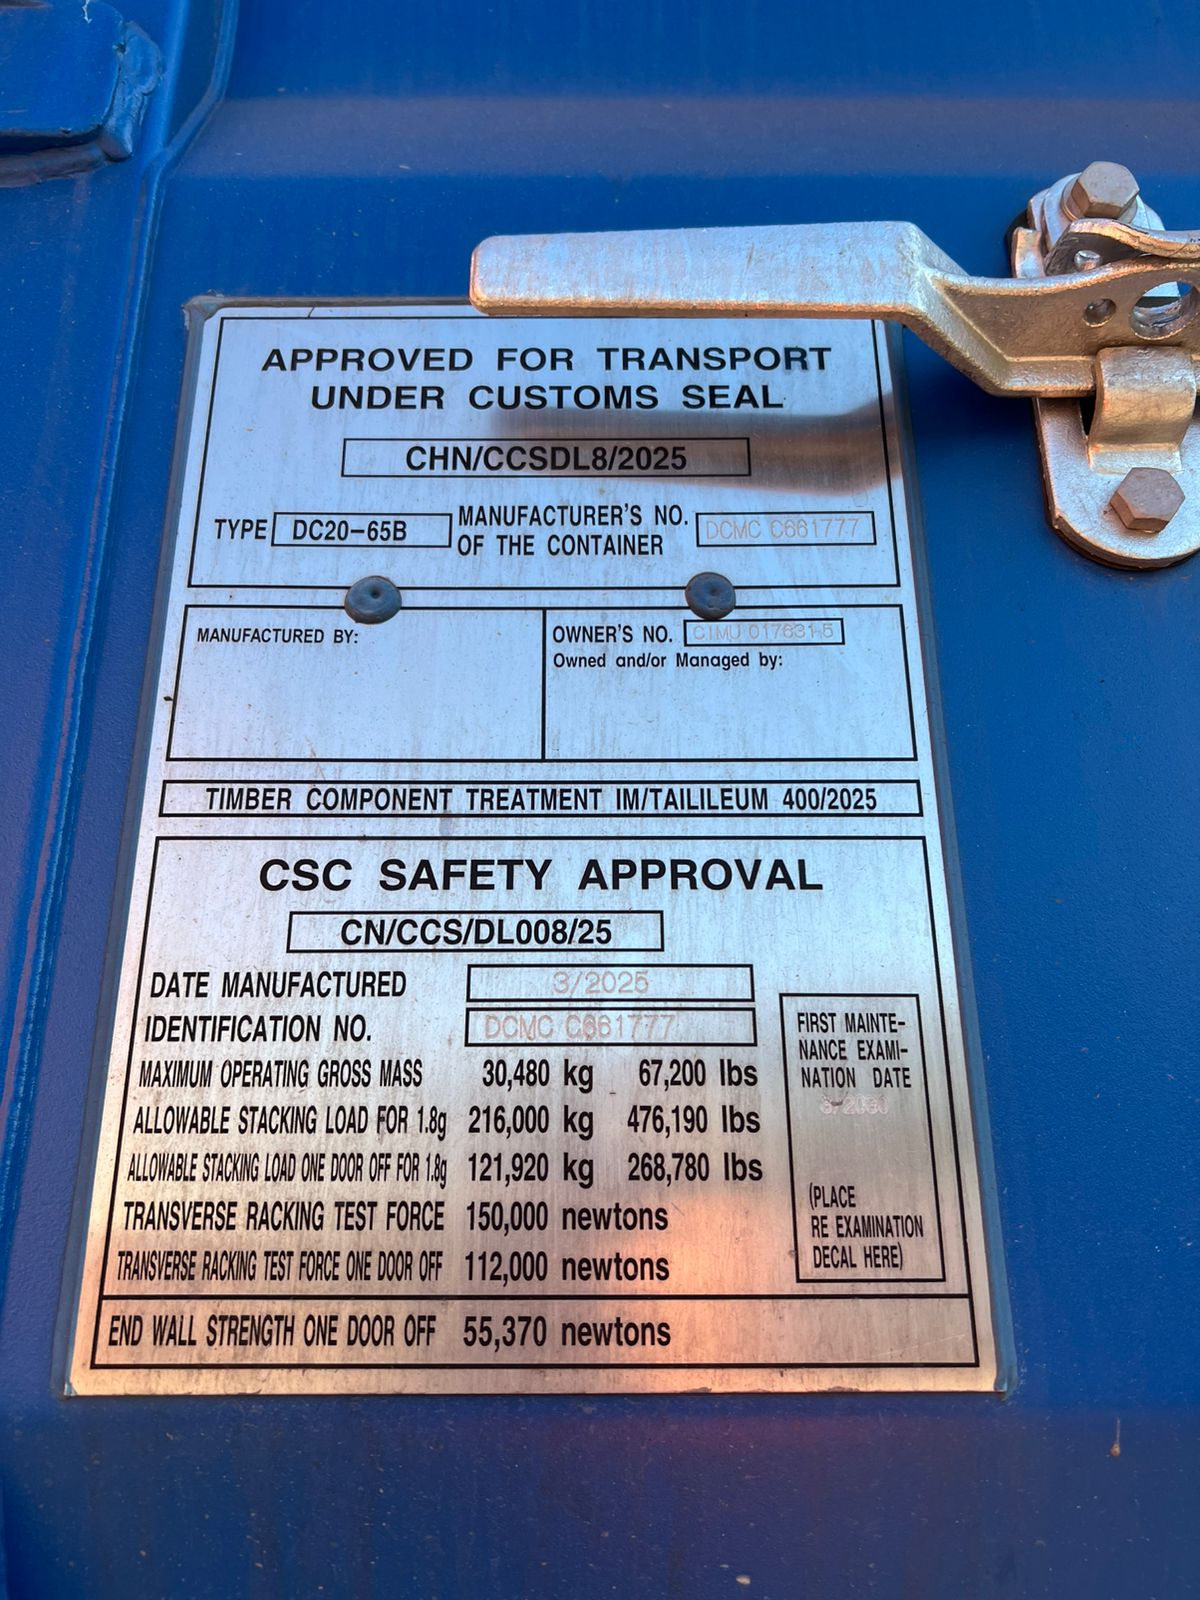 APPROVED FOR TRANSPORT
UNDER CUSTOMS SEAL
CHN/CCSDL8/2025
TYPE DC20-65B MANUFACTURER'S NO. OF THE CONTAINER DCMC C661777
MANUFACTURED BY:
OWNER'S NO. CIMU 017631 5
Owned and/or Managed by:
TIMBER COMPONENT TREATMENT IM/TAILILEUM 400/2025
CSC SAFETY APPROVAL
CN/CCS/DL008/25
DATE MANUFACTURED 3/2025
IDENTIFICATION NO. DCMC C661777
MAXIMUM OPERATING GROSS MASS 30,480 kg 67,200 lbs
ALLOWABLE STACKING LOAD FOR 1.8g 216,000 kg 476,190 lbs
ALLOWABLE STACKING LOAD ONE DOOR OFF FOR 1.8g 121,920 kg 268,780 lbs
TRANSVERSE RACKING TEST FORCE 150,000 newtons
TRANSVERSE RACKING TEST FORCE ONE DOOR OFF 112,000 newtons
END WALL STRENGTH ONE DOOR OFF 55,370 newtons
FIRST MAINTE-
NANCE EXAMI-
NATION DATE
(PLACE
RE EXAMINATION
DECAL HERE)